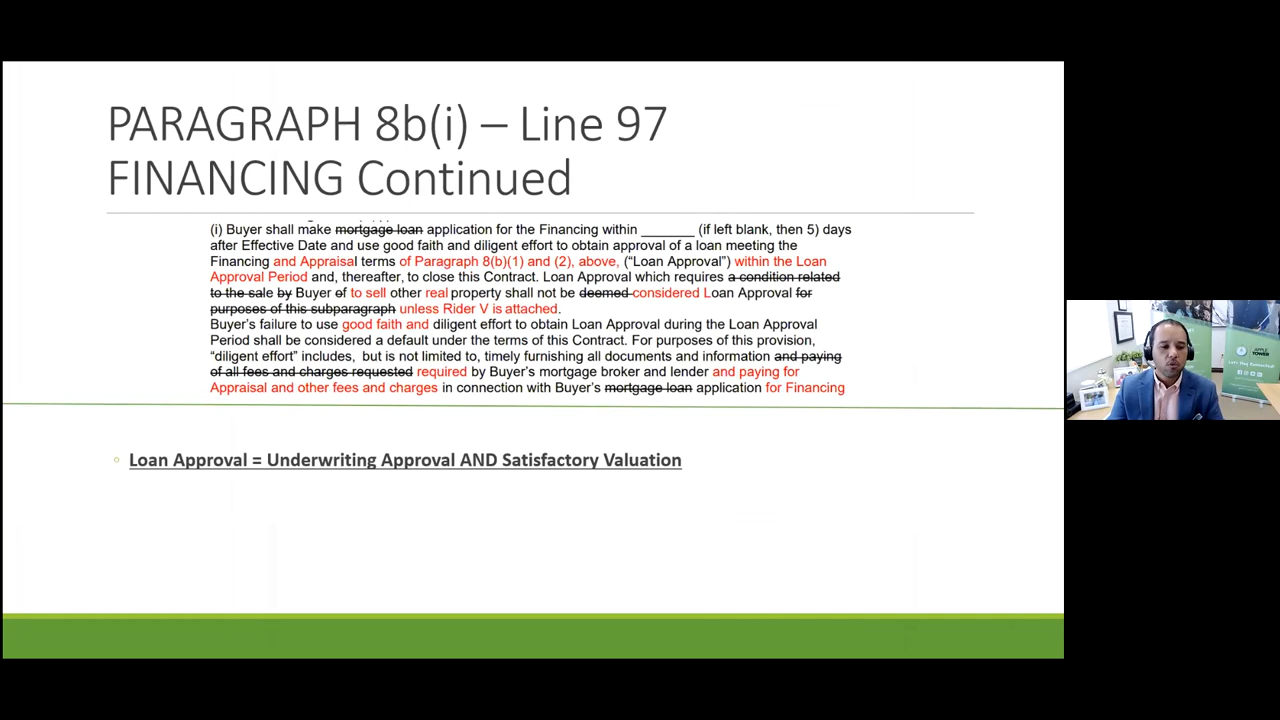 PARAGRAPH 8b(i) – Line 97
FINANCING Continued
(i) Buyer shall make mortgage loan application for the Financing within _______ (if left blank, then 5) days
after Effective Date and use good faith and diligent effort to obtain approval of a loan meeting the
Financing and Appraisal terms of Paragraph 8(b)(1) and (2), above, (“Loan Approval”) within the Loan
Approval Period and, thereafter, to close this Contract. Loan Approval which requires a condition related
to the sale by Buyer of to sell other real property shall not be deemed considered Loan Approval for
purposes of this subparagraph unless Rider V is attached.
Buyer’s failure to use good faith and diligent effort to obtain Loan Approval during the Loan Approval
Period shall be considered a default under the terms of this Contract. For purposes of this provision,
“diligent effort” includes, but is not limited to, timely furnishing all documents and information and paying
of all fees and charges requested required by Buyer’s mortgage broker and lender and paying for
Appraisal and other fees and charges in connection with Buyer’s mortgage loan application for Financing
Loan Approval = Underwriting Approval AND Satisfactory Valuation
APPLE
TOWER